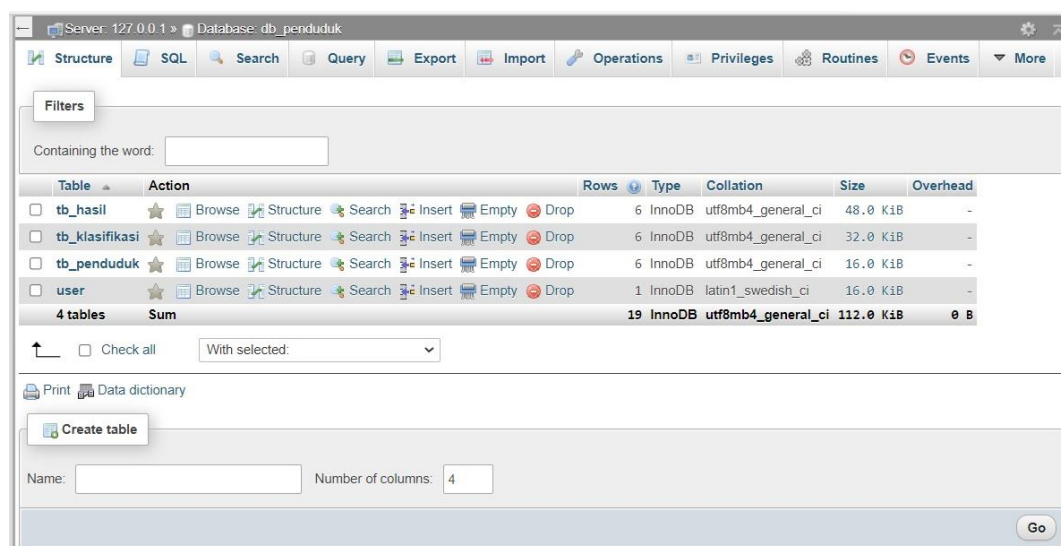 Server: 127.0.0.1 » Database: db_penduduk
Structure SQL Search Query Export Import Operations Privileges Routines Events More
Filters
Containing the word:
Table Action Rows Type Collation Size Overhead
tb_hasil Browse Structure Search Insert Empty Drop 6 InnoDB utf8mb4_general_ci 48.0 KiB -
tb_klasifikasi Browse Structure Search Insert Empty Drop 6 InnoDB utf8mb4_general_ci 32.0 KiB -
tb_penduduk Browse Structure Search Insert Empty Drop 6 InnoDB utf8mb4_general_ci 16.0 KiB -
user Browse Structure Search Insert Empty Drop 1 InnoDB latin1_swedish_ci 16.0 KiB -
4 tables Sum 19 InnoDB utf8mb4_general_ci 112.0 KiB 0 B
Check all With selected:
Print Data dictionary
Create table
Name: Number of columns: 4
Go